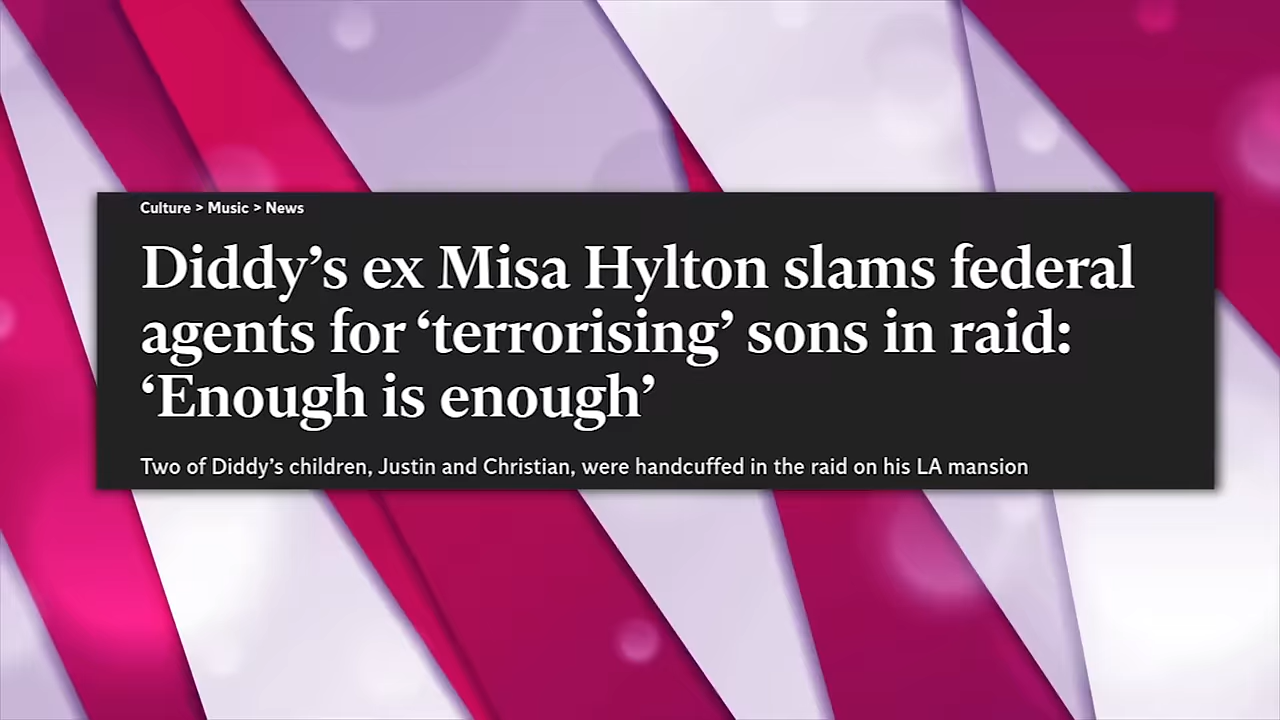 Culture > Music > News
Diddy’s ex Misa Hylton slams federal
agents for ‘terrorising’ sons in raid:
‘Enough is enough’
Two of Diddy’s children, Justin and Christian, were handcuffed in the raid on his LA mansion